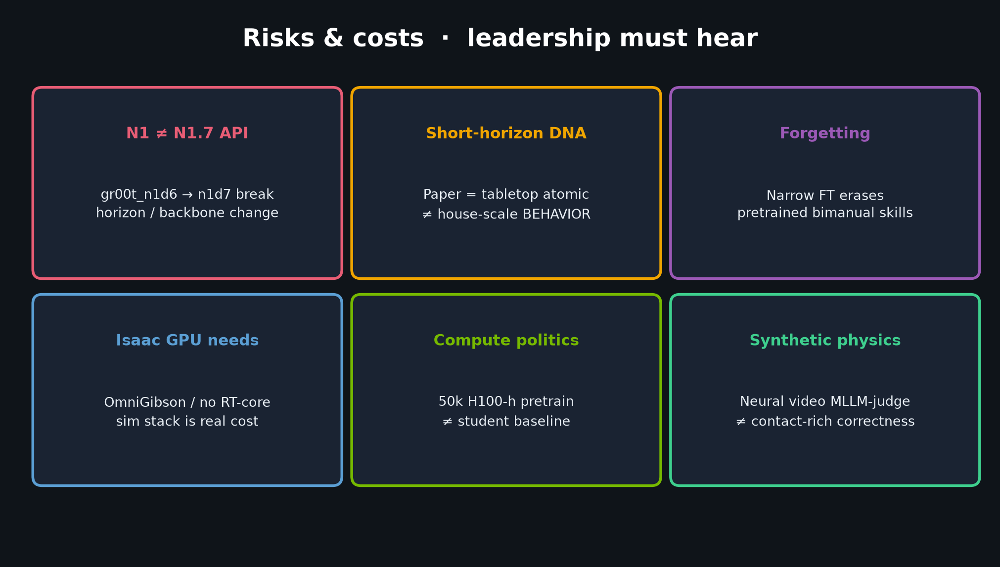 Risks & costs · leadership must hear
N1 ≠ N1.7 API
gr00t_n1d6 → n1d7 break
horizon / backbone change
Short-horizon DNA
Paper = tabletop atomic
≠ house-scale BEHAVIOR
Forgetting
Narrow FT erases
pretrained bimanual skills
Isaac GPU needs
OmniGibson / no RT-core
sim stack is real cost
Compute politics
50k H100-h pretrain
≠ student baseline
Synthetic physics
Neural video MLLM-judge
≠ contact-rich correctness